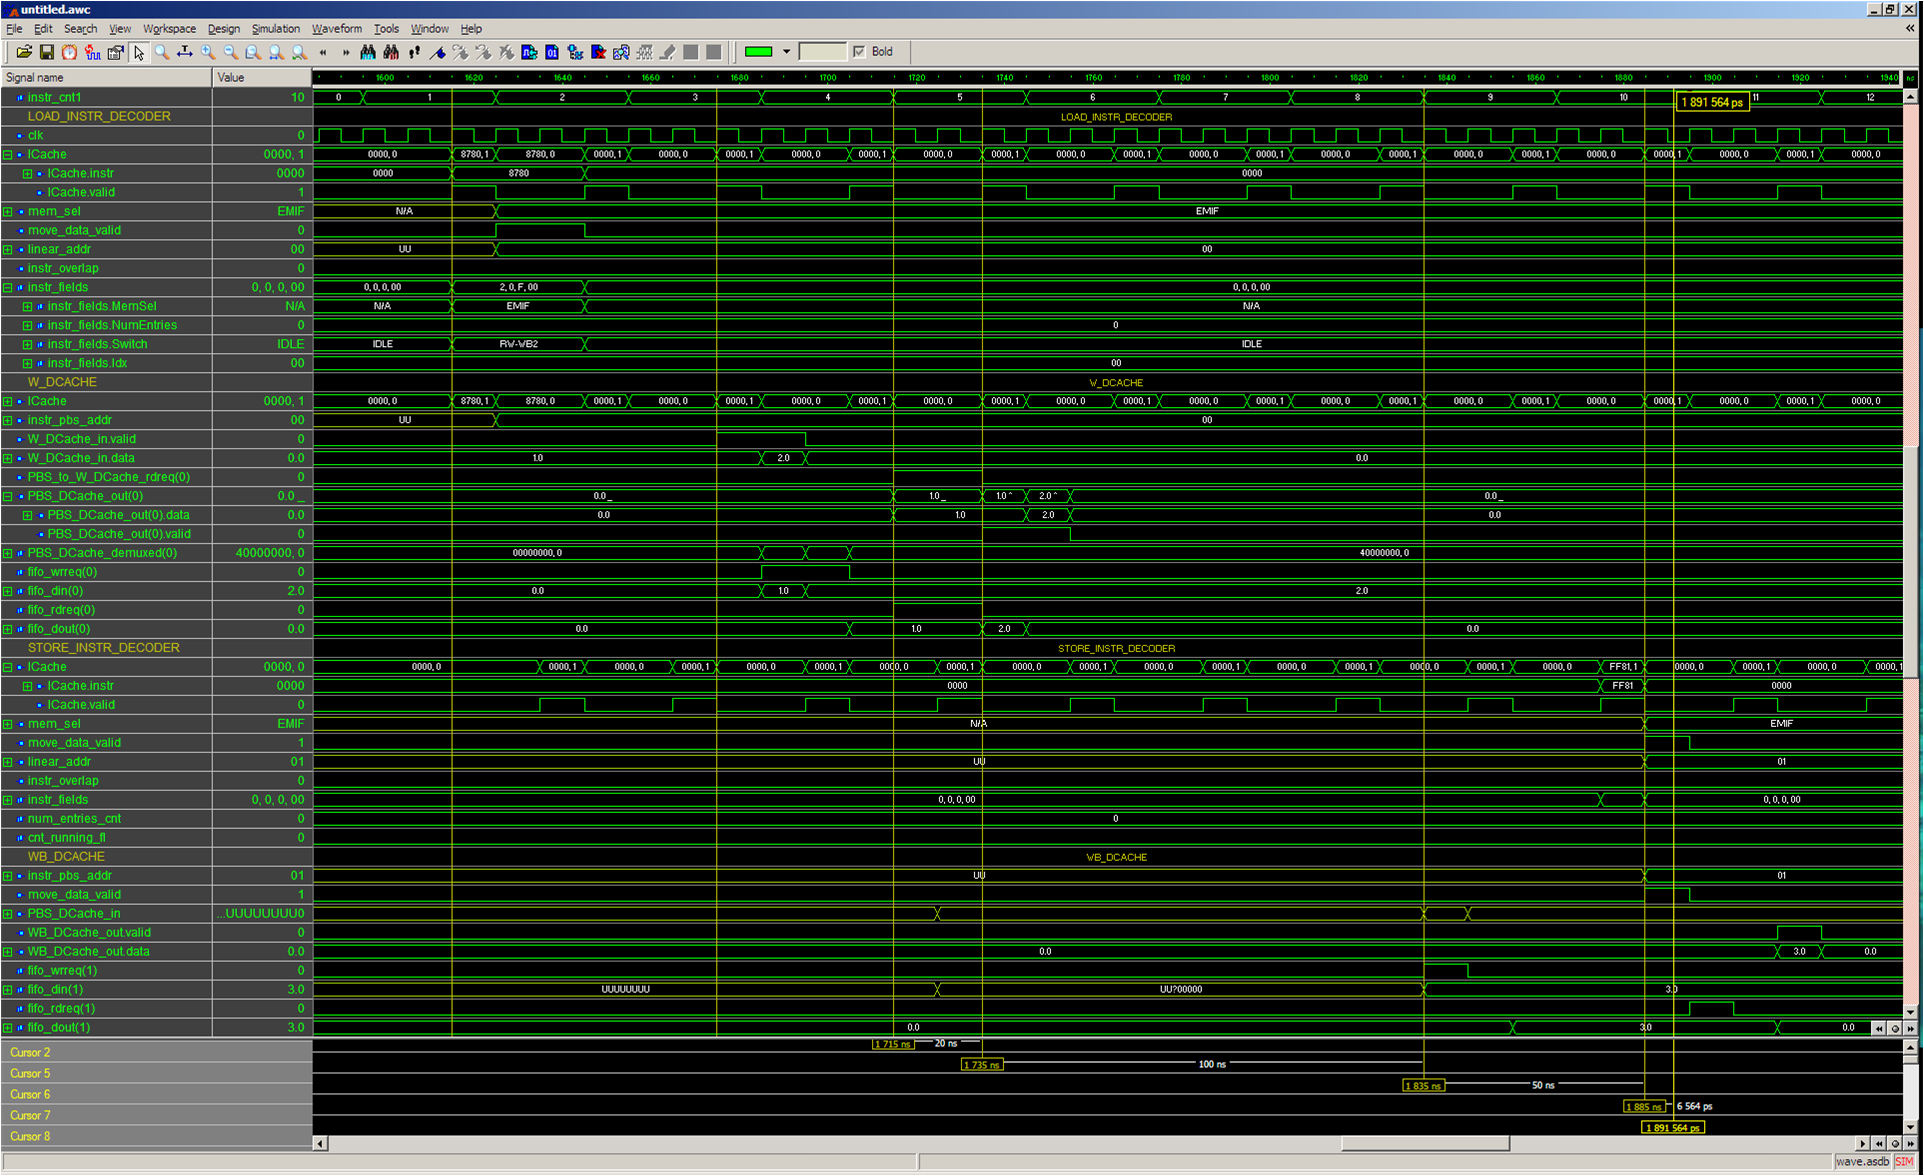 untitled.awc
File Edit Search View Workspace Design Simulation Waveform Tools Window Help
Bold
Signal name Value 1600 1620 1640 1660 1680 1700 1720 1740 1760 1780 1800 1820 1840 1860 1880 1900 1920 1940 ns
instr_cnt1 10 0 1 2 3 4 5 6 7 8 9 10 11 12
1 891 564 ps
LOAD_INSTR_DECODER LOAD_INSTR_DECODER
clk 0
ICache 0000, 1 0000, 0 8780,1 8780, 0 0000,1 0000, 0 0000,1 0000, 0 0000,1 0000, 0 0000,1 0000, 0 0000,1 0000, 0 0000,1 0000, 0 0000,1 0000, 0 0000,1 0000, 0 0000,1 0000, 0 0000,1 0000, 0
ICache.instr 0000 0000 8780 0000
ICache.valid 1
mem_sel EMIF N/A EMIF
move_data_valid 0
linear_addr 00 UU 00
instr_overlap 0
instr_fields 0, 0, 0, 00 0, 0, 0, 00 2, 0, F, 00 0, 0, 0, 00
instr_fields.MemSel N/A N/A EMIF N/A
instr_fields.NumEntries 0 0
instr_fields.Switch IDLE IDLE RW-WB2 IDLE
instr_fields.Idx 00 00
W_DCACHE W_DCACHE
ICache 0000, 1 0000, 0 8780,1 8780, 0 0000,1 0000, 0 0000,1 0000, 0 0000,1 0000, 0 0000,1 0000, 0 0000,1 0000, 0 0000,1 0000, 0 0000,1 0000, 0 0000,1 0000, 0 0000,1 0000, 0 0000,1 0000, 0
instr_pbs_addr 00 UU 00
W_DCache_in.valid 0
W_DCache_in.data 0.0 1.0 2.0 0.0
PBS_to_W_DCache_rdreq(0) 0
PBS_DCache_out(0) 0.0 _ 0.0 _ 1.0 _ 1.0 ^ 2.0 ^ 0.0 _
PBS_DCache_out(0).data 0.0 0.0 1.0 2.0 0.0
PBS_DCache_out(0).valid 0
PBS_DCache_demuxed(0) 40000000, 0 00000000, 0 40000000, 0
fifo_wrreq(0) 0
fifo_din(0) 2.0 0.0 1.0 2.0
fifo_rdreq(0) 0
fifo_dout(0) 0.0 0.0 1.0 2.0 0.0
STORE_INSTR_DECODER STORE_INSTR_DECODER
ICache 0000, 0 0000, 0 0000,1 0000, 0 0000,1 0000, 0 0000,1 0000, 0 0000,1 0000, 0 0000,1 0000, 0 0000,1 0000, 0 0000,1 0000, 0 0000,1 0000, 0 FF81,1 0000, 0 0000,1 0000, 0 0000,1
ICache.instr 0000 0000 FF81 0000
ICache.valid 0
mem_sel EMIF N/A EMIF
move_data_valid 1
linear_addr 01 UU 01
instr_overlap 0
instr_fields 0, 0, 0, 00 0, 0, 0, 00 0, 0, 0, 00
num_entries_cnt 0 0
cnt_running_fl 0
WB_DCACHE WB_DCACHE
instr_pbs_addr 01 UU 01
move_data_valid 1
PBS_DCache_in ...UUUUUUUU0
WB_DCache_out.valid 0
WB_DCache_out.data 0.0 0.0 3.0 0.0
fifo_wrreq(1) 0
fifo_din(1) 3.0 UUUUUUUU UU?00000 3.0
fifo_rdreq(1) 0
fifo_dout(1) 3.0 0.0 3.0 0.0
Cursor 2 1 715 ns 20 ns
Cursor 5 1 735 ns 100 ns
Cursor 6 1 835 ns 50 ns
Cursor 7 1 885 ns 6 564 ps
Cursor 8 1 891 564 ps
wave.asdb SIM